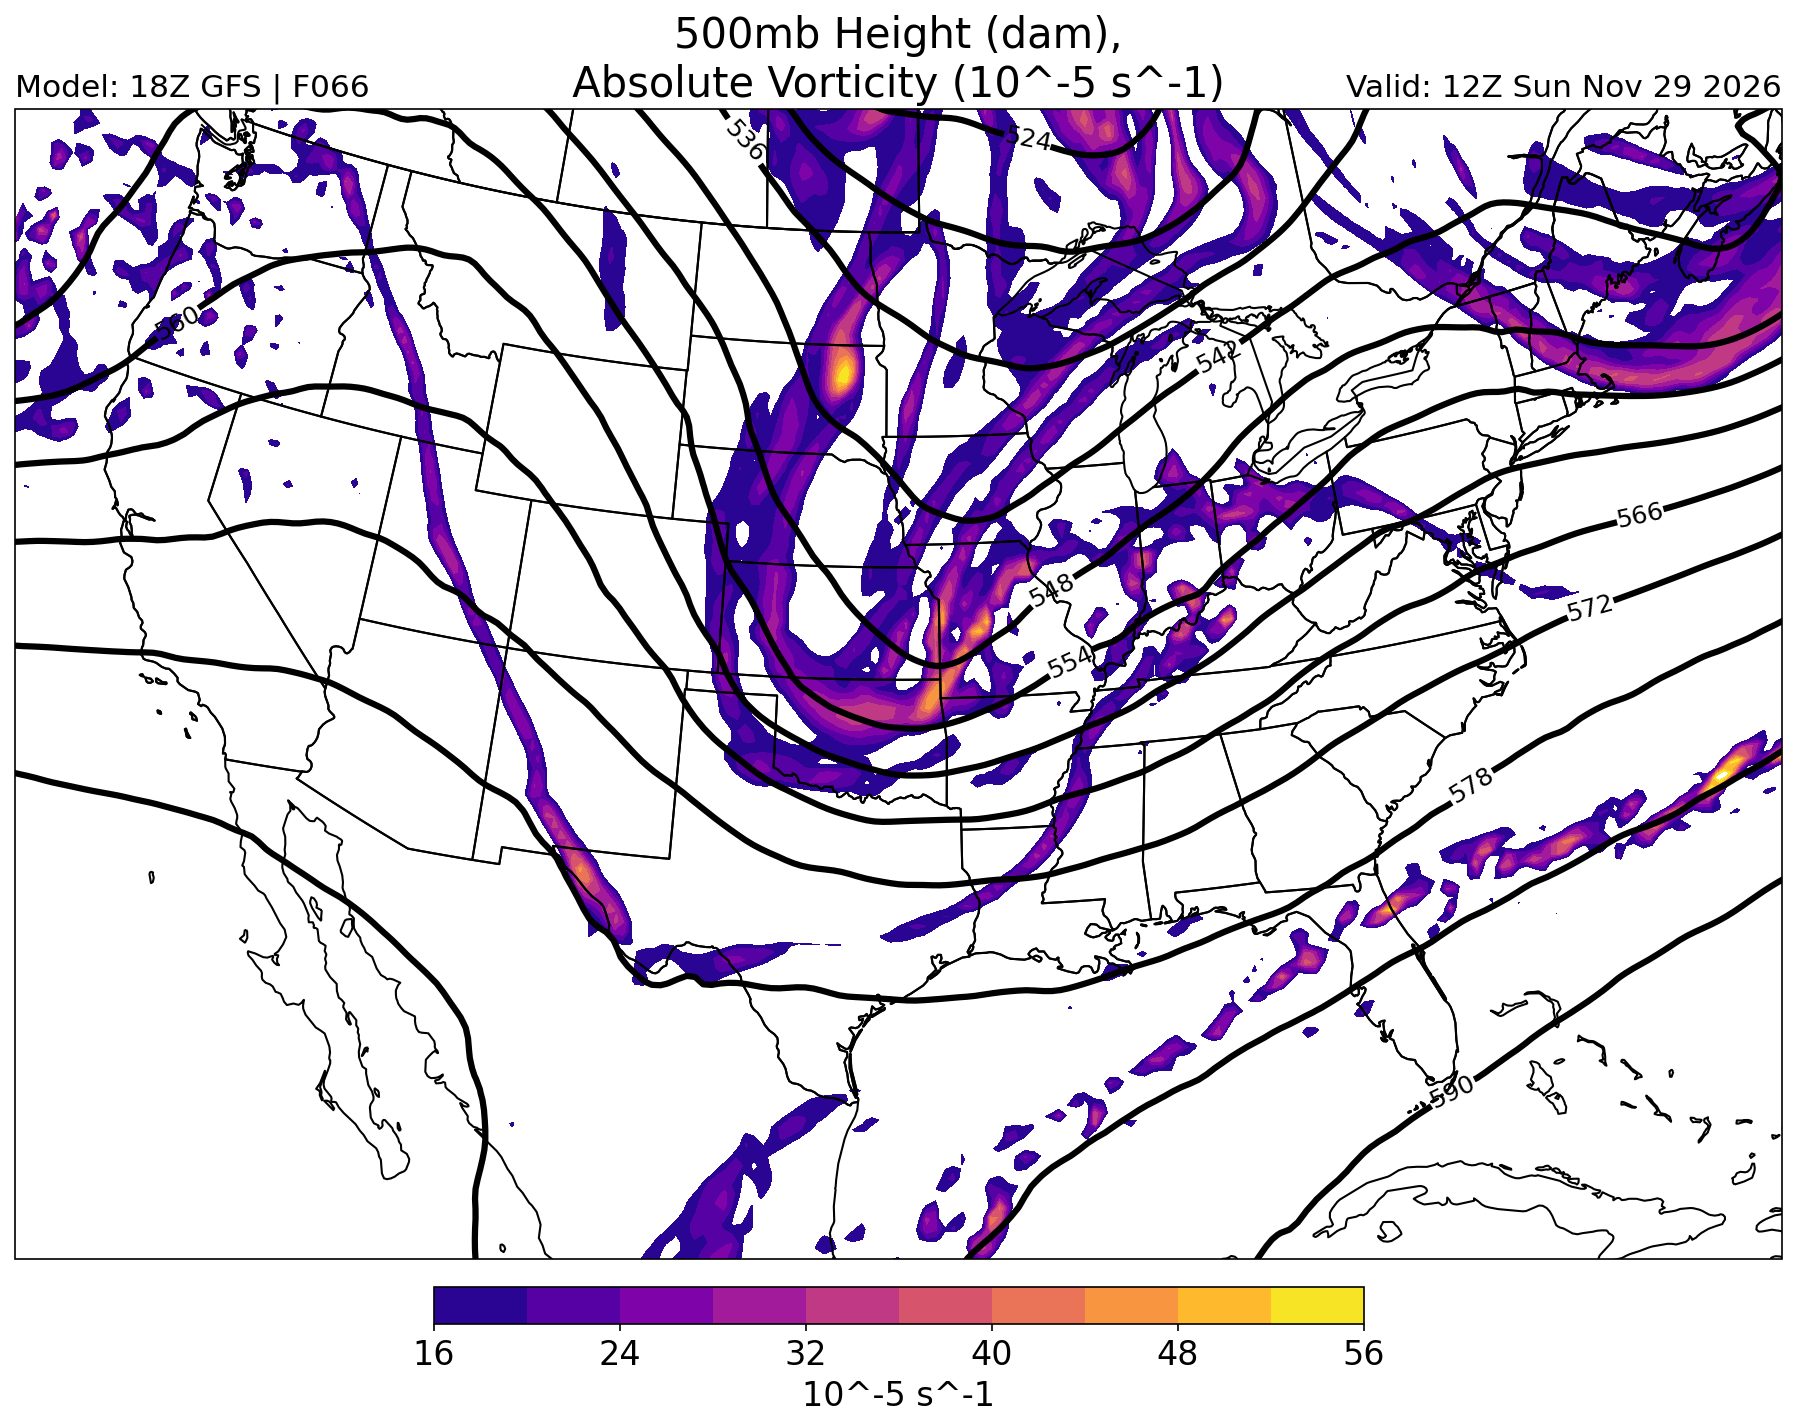 500mb Height (dam),
Absolute Vorticity (10^-5 s^-1)
Model: 18Z GFS | F066
Valid: 12Z Sun Nov 29 2026
524
536
542
560
566
548
572
554
578
590
16 24 32 40 48 56
10^-5 s^-1